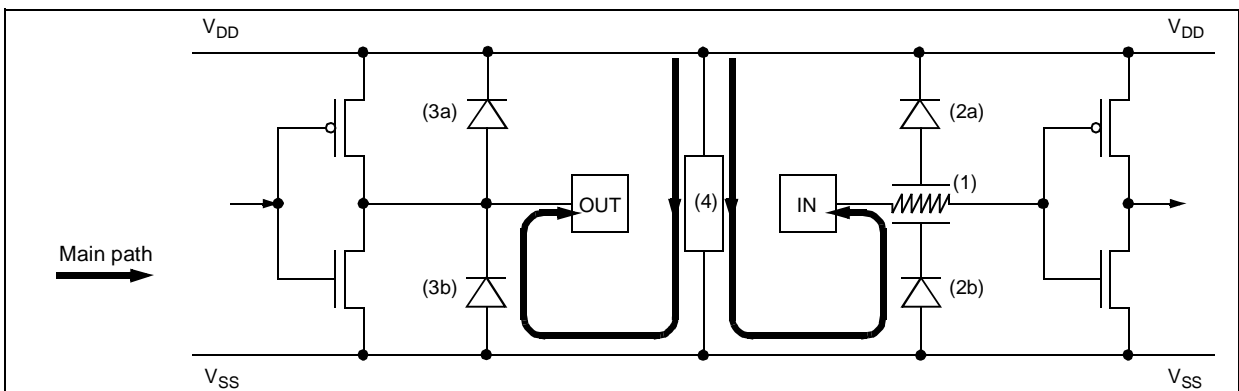 VDD
VDD
(3a)
(2a)
(1)
OUT
(4)
IN
Main path
(3b)
(2b)
VSS
VSS